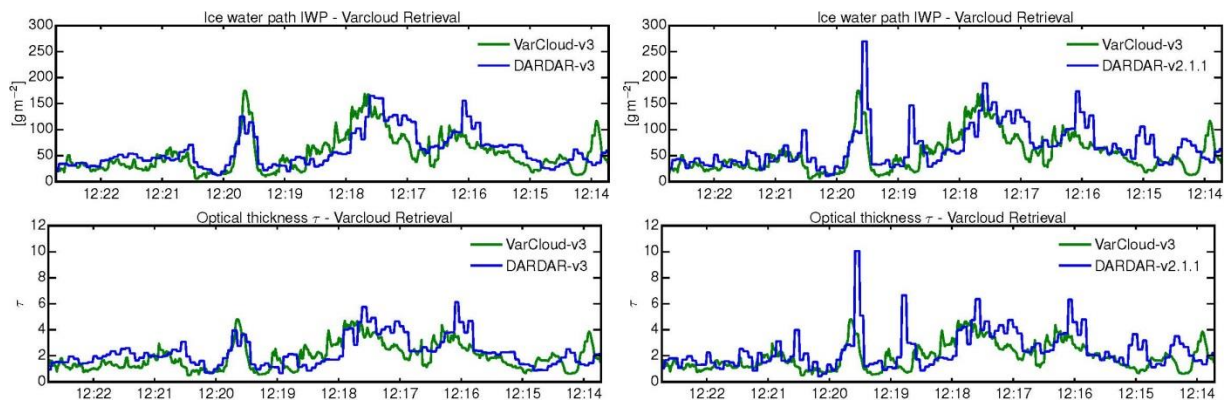 Ice water path IWP - Varcloud Retrieval
300
250
200
150
100
50
0
[gm⁻²]
VarCloud-v3
DARDAR-v3
12:22 12:21 12:20 12:19 12:18 12:17 12:16 12:15 12:14
Ice water path IWP - Varcloud Retrieval
300
250
200
150
100
50
0
[gm⁻²]
VarCloud-v3
DARDAR-v2.1.1
12:22 12:21 12:20 12:19 12:18 12:17 12:16 12:15 12:14
Optical thickness τ - Varcloud Retrieval
12
10
8
6
4
2
0
τ
VarCloud-v3
DARDAR-v3
12:22 12:21 12:20 12:19 12:18 12:17 12:16 12:15 12:14
Optical thickness τ - Varcloud Retrieval
12
10
8
6
4
2
0
τ
VarCloud-v3
DARDAR-v2.1.1
12:22 12:21 12:20 12:19 12:18 12:17 12:16 12:15 12:14